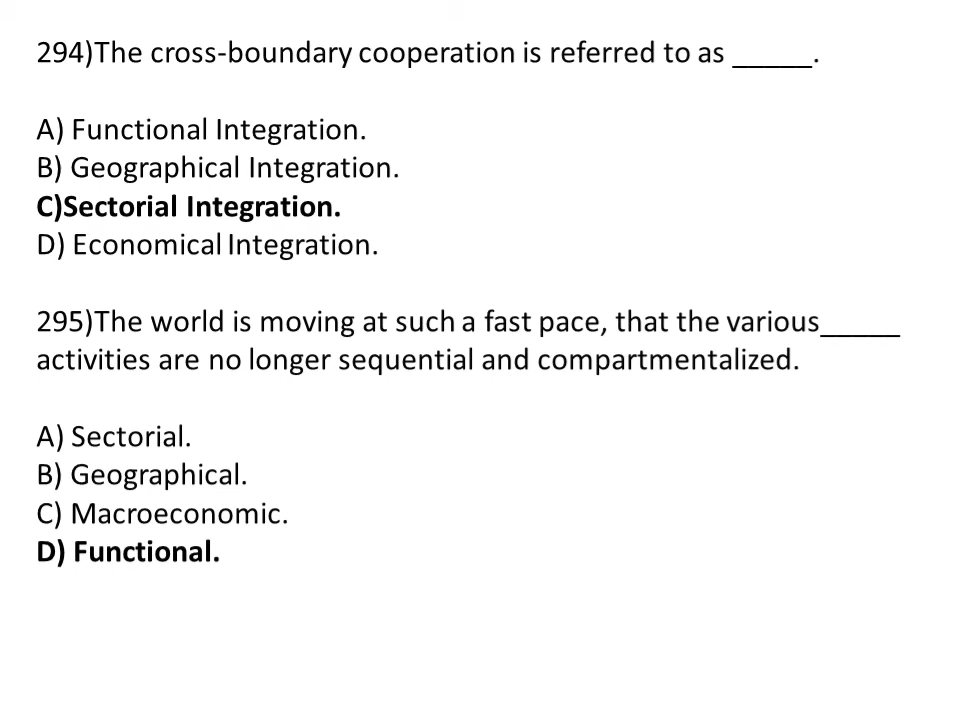 294)The cross-boundary cooperation is referred to as _____.
A) Functional Integration.
B) Geographical Integration.
C)Sectorial Integration.
D) Economical Integration.
295)The world is moving at such a fast pace, that the various_____
activities are no longer sequential and compartmentalized.
A) Sectorial.
B) Geographical.
C) Macroeconomic.
D) Functional.